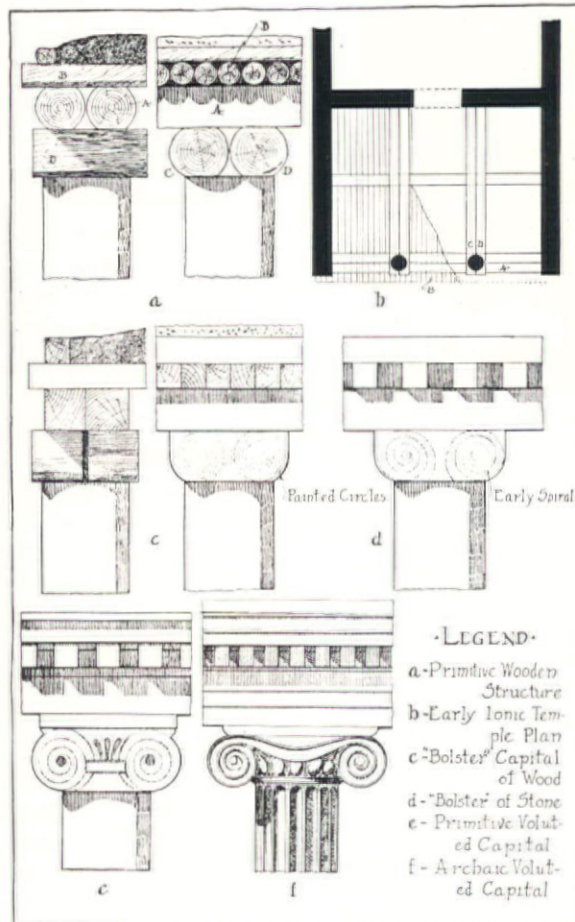 B
A
D
B
A
C
D
a
C
D
A
B
b
Painted Circles
Early Spiral
c
d
e
f
·LEGEND·
a-Primitive Wooden
Structure
b-Early Ionic Tem-
ple Plan
c-"Bolster" Capital
of Wood
d-"Bolster" of Stone
e-Primitive Volut-
ed Capital
f-Archaic Volut-
ed Capital